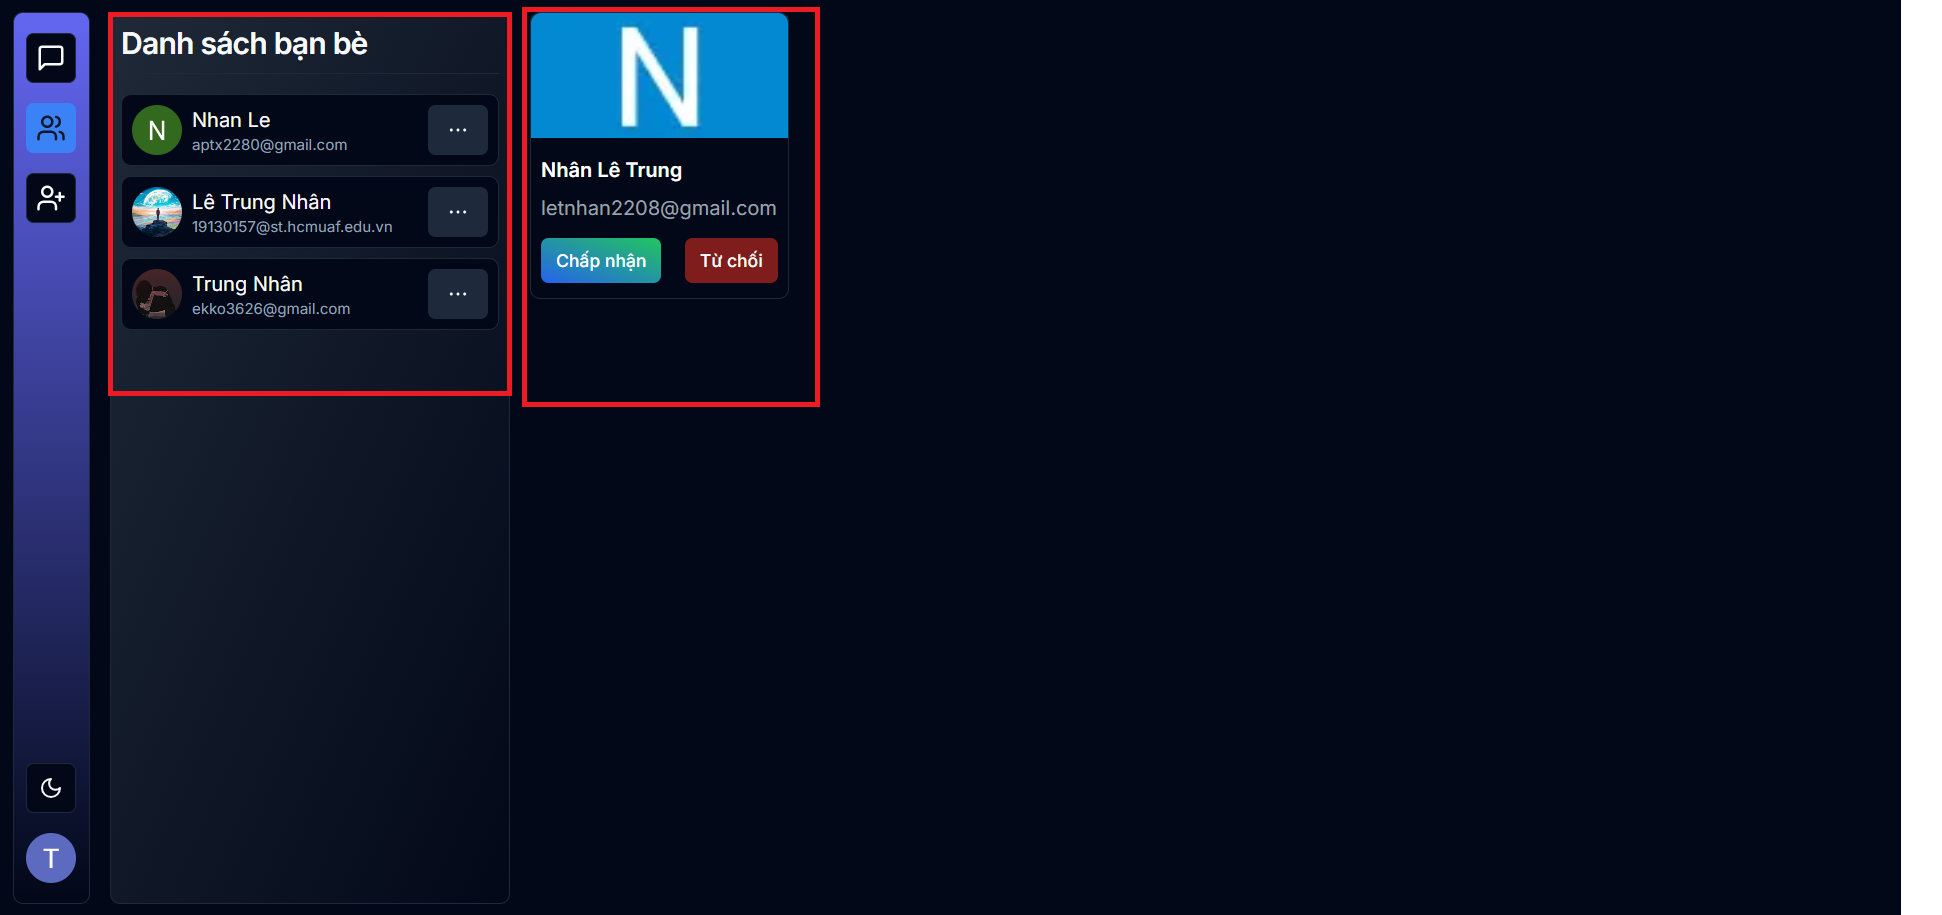 Danh sách bạn bè
N
Nhan Le
aptx2280@gmail.com
...
Lê Trung Nhân
19130157@st.hcmuaf.edu.vn
...
Trung Nhân
ekko3626@gmail.com
...
N
Nhân Lê Trung
letnhan2208@gmail.com
Chấp nhận
Từ chối
T